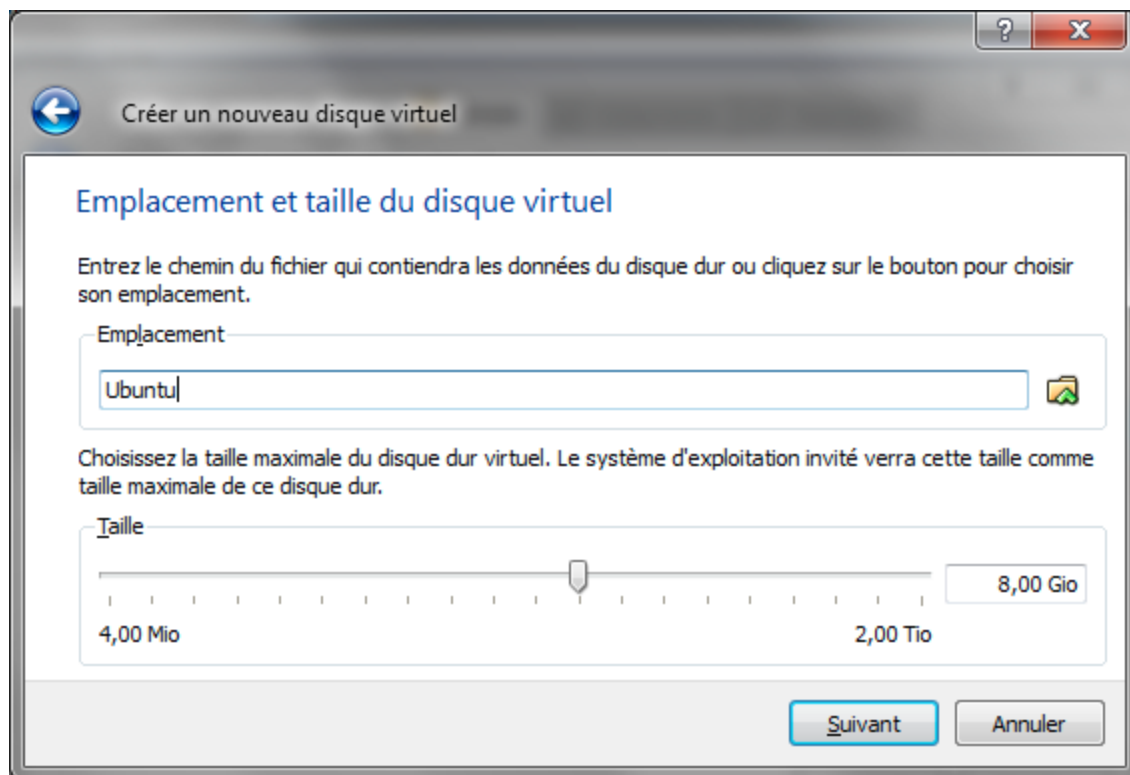 Créer un nouveau disque virtuel
Emplacement et taille du disque virtuel
Entrez le chemin du fichier qui contiendra les données du disque dur ou cliquez sur le bouton pour choisir
son emplacement.
Emplacement
Ubuntu
Choisissez la taille maximale du disque dur virtuel. Le système d'exploitation invité verra cette taille comme
taille maximale de ce disque dur.
Taille
8,00 Gio
4,00 Mio 2,00 Tio
Suivant Annuler